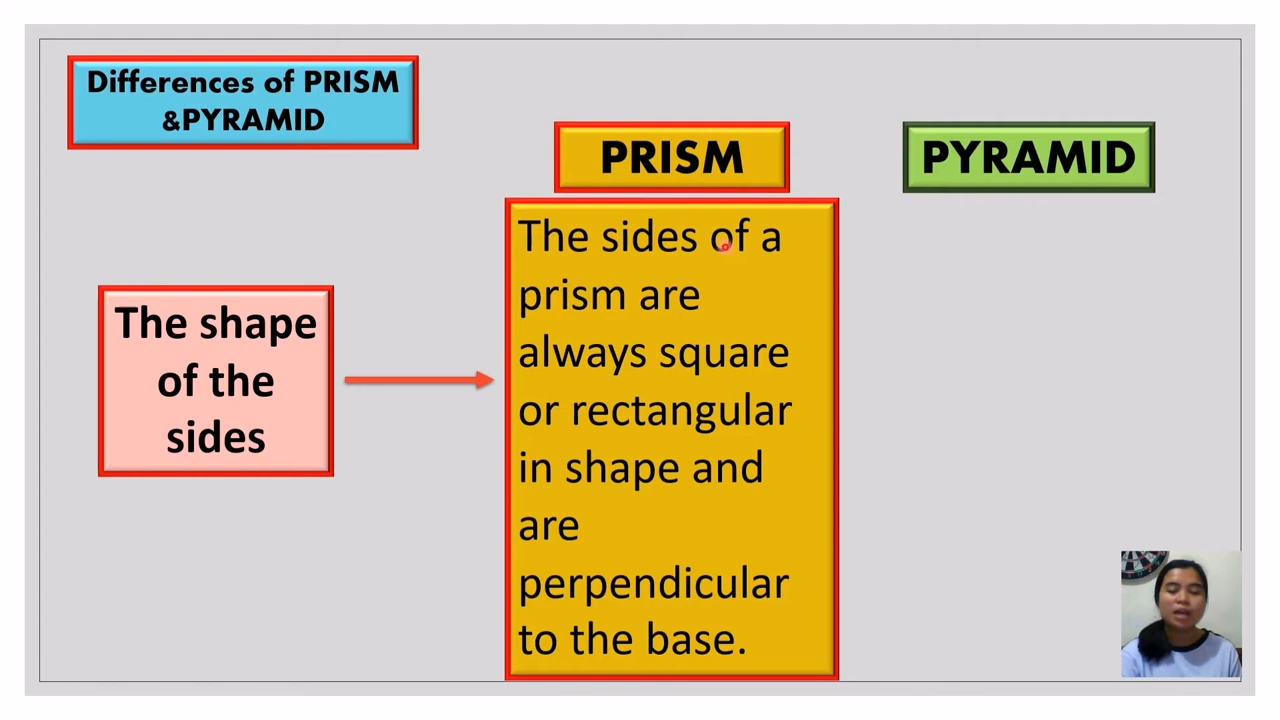 Differences of PRISM
&PYRAMID
PRISM
PYRAMID
The shape
of the
sides
The sides of a
prism are
always square
or rectangular
in shape and
are
perpendicular
to the base.